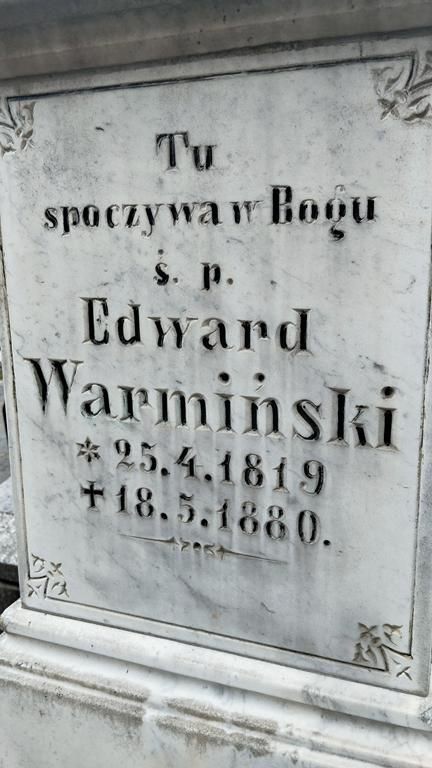 Tu
spoczywa w Bogu
ś. p.
Edward
Warmiński
* 25.4.1819
✝ 18.5.1880.